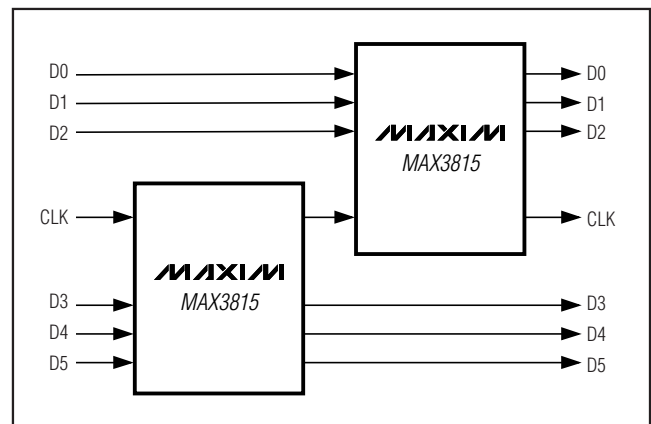 D0 D0
D1 D1
D2 D2
MAXIM
MAX3815
CLK CLK
MAXIM
MAX3815
D3 D3
D4 D4
D5 D5